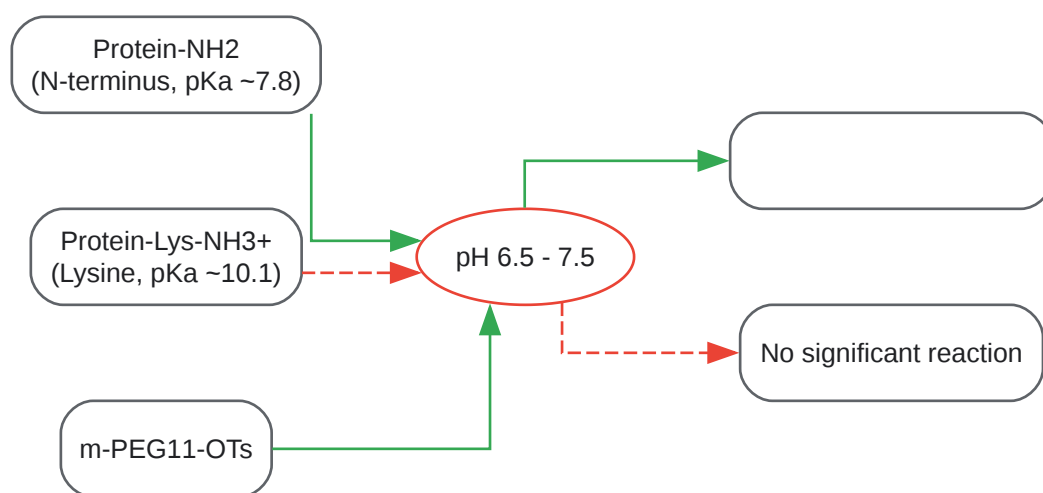 Protein-NH2
(N-terminus, pKa ~7.8)
Protein-Lys-NH3+
(Lysine, pKa ~10.1)
pH 6.5 - 7.5
No significant reaction
m-PEG11-OTs